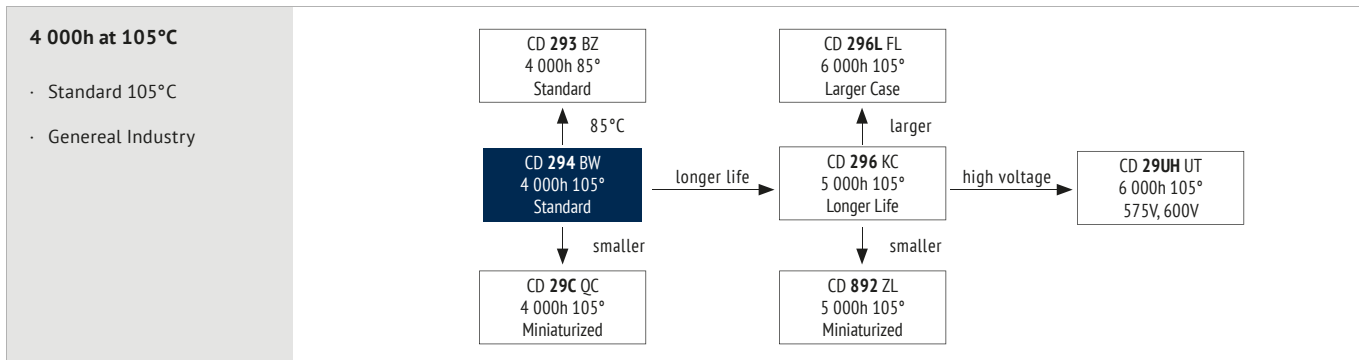 4 000h at 105°C
· Standard 105°C
· Genereal Industry
CD 293 BZ
4 000h 85°
Standard
CD 296L FL
6 000h 105°
Larger Case
85°C
larger
CD 294 BW
4 000h 105°
Standard
longer life
CD 296 KC
5 000h 105°
Longer Life
high voltage
CD 29UH UT
6 000h 105°
575V, 600V
smaller
smaller
CD 29C QC
4 000h 105°
Miniaturized
CD 892 ZL
5 000h 105°
Miniaturized